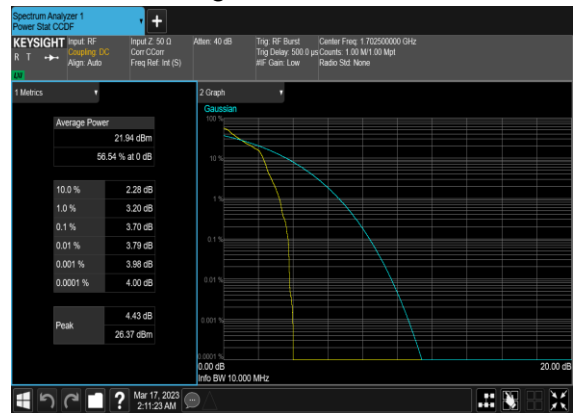 Spectrum Analyzer 1
Power Stat CCDF
+
KEYSIGHT
R T
LW
Input: RF
Coupling: DC
Align: Auto
Input Z: 50 Ω
Corr CCorr
Freq Ref: Int (S)
Atten: 40 dB
Trig: RF Burst
Trig Delay: 500.0 µs
#IF Gain: Low
Center Freq: 1.702500000 GHz
Counts: 1.00 M/1.00 Mpt
Radio Std: None
1 Metrics
Average Power
21.94 dBm
56.54 % at 0 dB
10.0 % 2.28 dB
1.0 % 3.20 dB
0.1 % 3.70 dB
0.01 % 3.79 dB
0.001 % 3.98 dB
0.0001 % 4.00 dB
Peak
4.43 dB
26.37 dBm
2 Graph
Gaussian
100 %
10 %
1 %
0.1 %
0.01 %
0.001 %
0.0001 %
0.00 dB
20.00 dB
Info BW 10.000 MHz
?
Mar 17, 2023
2:11:23 AM